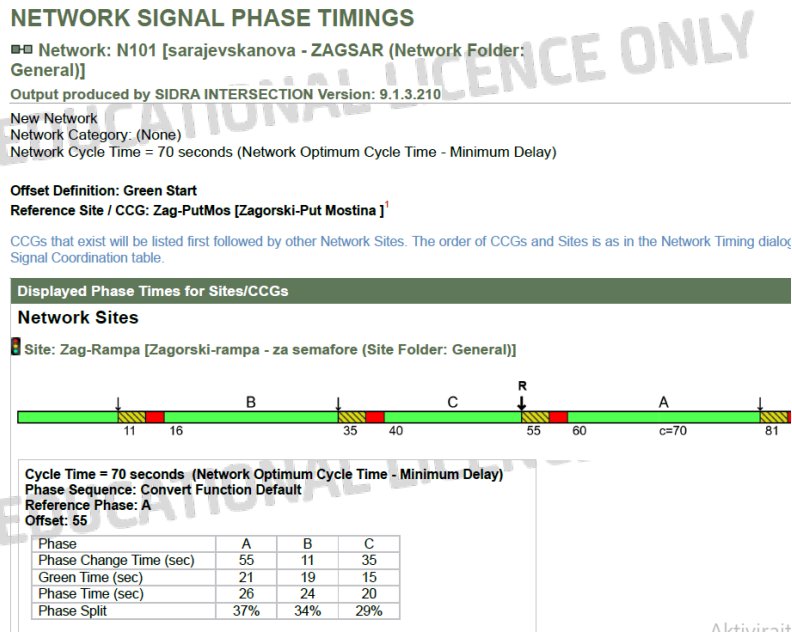 NETWORK SIGNAL PHASE TIMINGS
Network: N101 [sarajevskanova - ZAGSAR (Network Folder:
General)]
Output produced by SIDRA INTERSECTION Version: 9.1.3.210
New Network
Network Category: (None)
Network Cycle Time = 70 seconds (Network Optimum Cycle Time - Minimum Delay)
Offset Definition: Green Start
Reference Site / CCG: Zag-PutMos [Zagorski-Put Mostina ]1
CCGs that exist will be listed first followed by other Network Sites. The order of CCGs and Sites is as in the Network Timing dialog
Signal Coordination table.
Displayed Phase Times for Sites/CCGs
Network Sites
Site: Zag-Rampa [Zagorski-rampa - za semafore (Site Folder: General)]
R
B C A
11 16 35 40 55 60 c=70 81
Cycle Time = 70 seconds (Network Optimum Cycle Time - Minimum Delay)
Phase Sequence: Convert Function Default
Reference Phase: A
Offset: 55
Phase A B C
Phase Change Time (sec) 55 11 35
Green Time (sec) 21 19 15
Phase Time (sec) 26 24 20
Phase Split 37% 34% 29%
EDUCATIONAL LICENCE ONLY